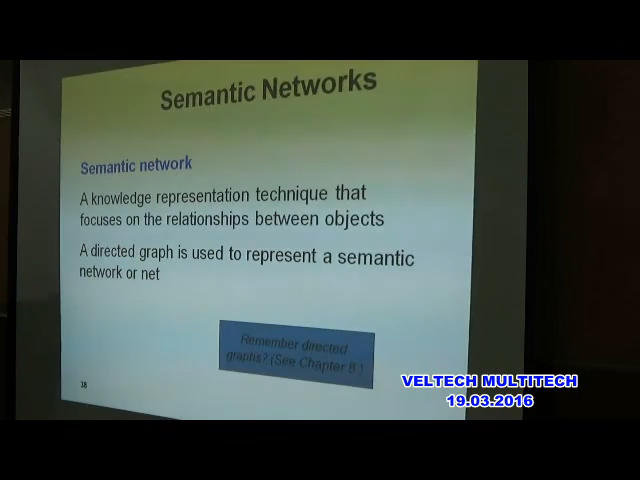 Semantic Networks
Semantic network
A knowledge representation technique that
focuses on the relationships between objects
A directed graph is used to represent a semantic
network or net
Remember directed
graphs? (See Chapter 8.)
38
VELTECH MULTITECH
19.03.2016